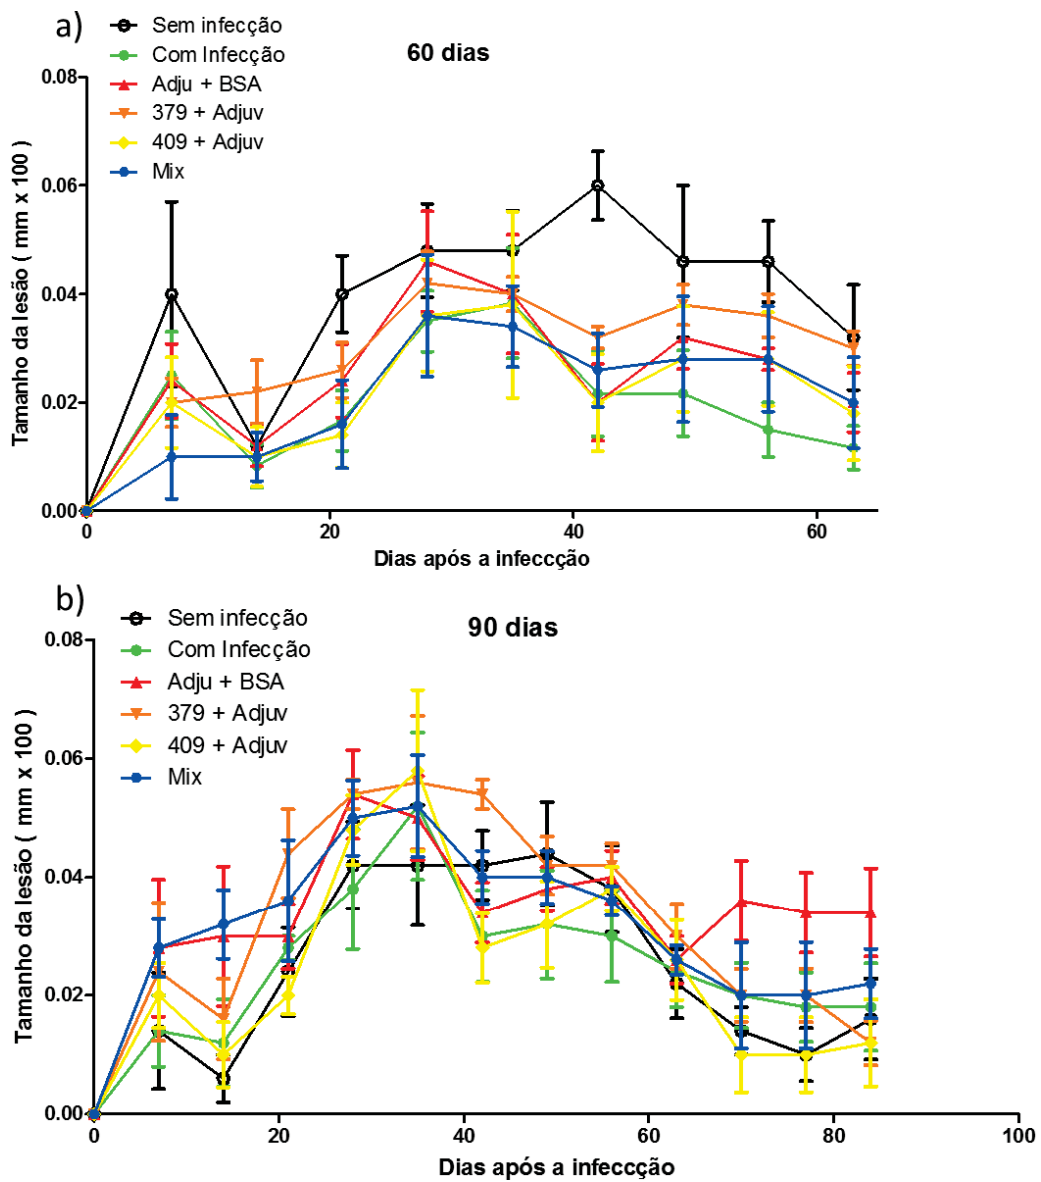 a)
Sem infecção
Com Infecção
Adju + BSA
379 + Adjuv
409 + Adjuv
Mix
60 dias
Tamanho da lesão ( mm x 100 )
0.08
0.06
0.04
0.02
0.00
0
20
40
60
Dias após a infeccção
b)
Sem infecção
Com Infecção
Adju + BSA
379 + Adjuv
409 + Adjuv
Mix
90 dias
Tamanho da lesão ( mm x 100 )
0.08
0.06
0.04
0.02
0.00
0
20
40
60
80
100
Dias após a infeccção